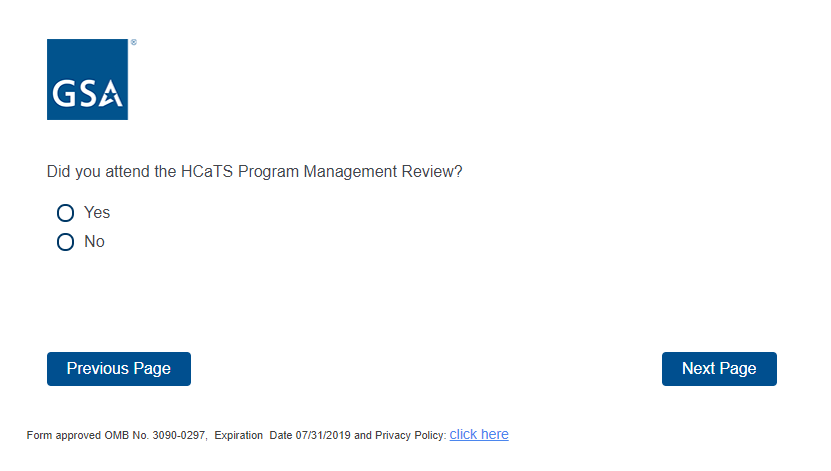 ®
GSA
Did you attend the HCaTS Program Management Review?
Yes
No
Previous Page
Next Page
Form approved OMB No. 3090-0297, Expiration Date 07/31/2019 and Privacy Policy: click here